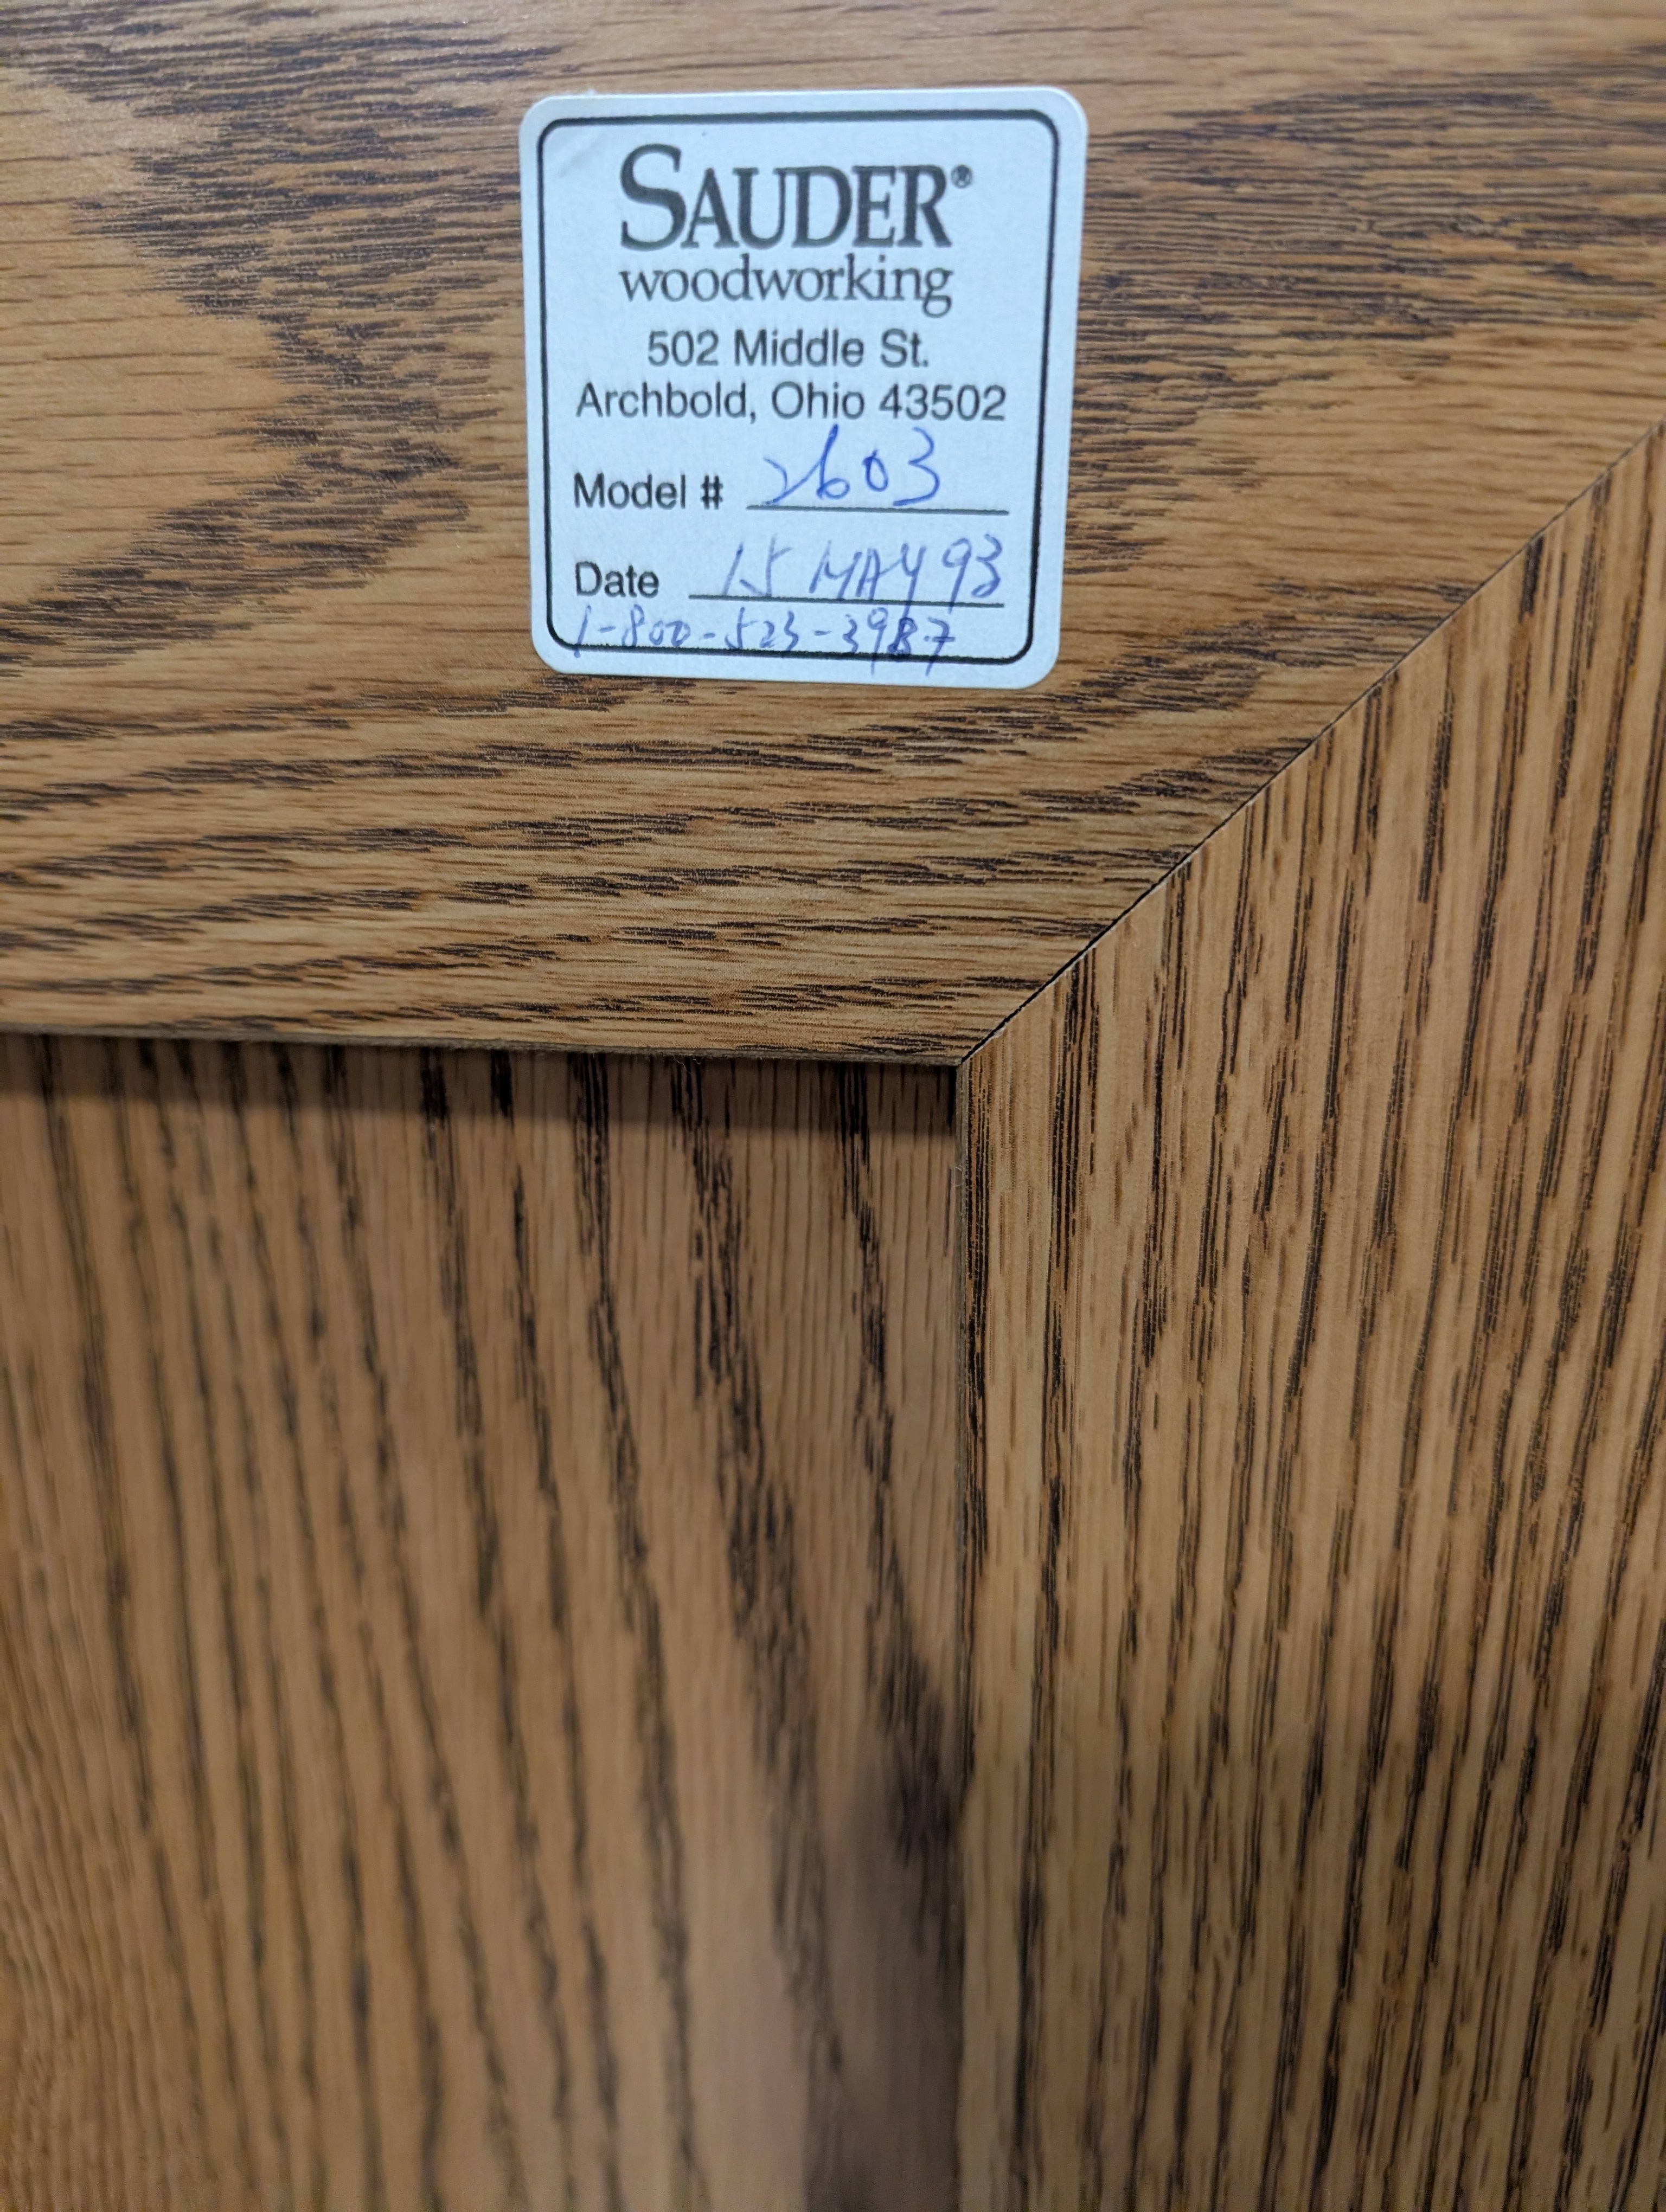 SAUDER®
woodworking
502 Middle St.
Archbold, Ohio 43502
Model # 2603
Date 15 MAY 93
1-800-523-3987